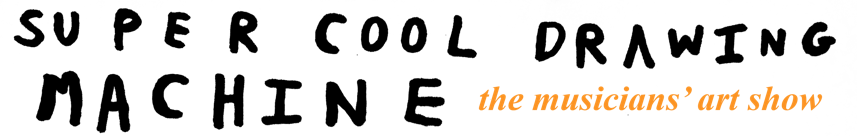 SUPER COOL DRAWING
MACHINE
the musicians’ art show